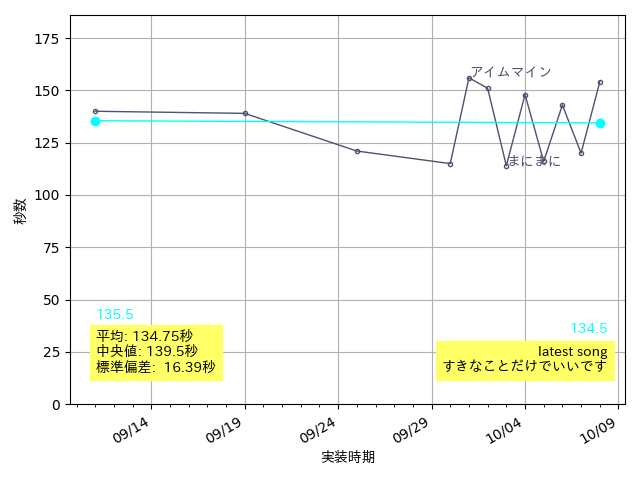 175
150
125
100
75
50
25
0
秒数
アイムマイン
まにまに
135.5
134.5
平均: 134.75秒
中央値: 139.5秒
標準偏差: 16.39秒
latest song
すきなことだけでいいです
09/14
09/19
09/24
09/29
10/04
10/09
実装時期